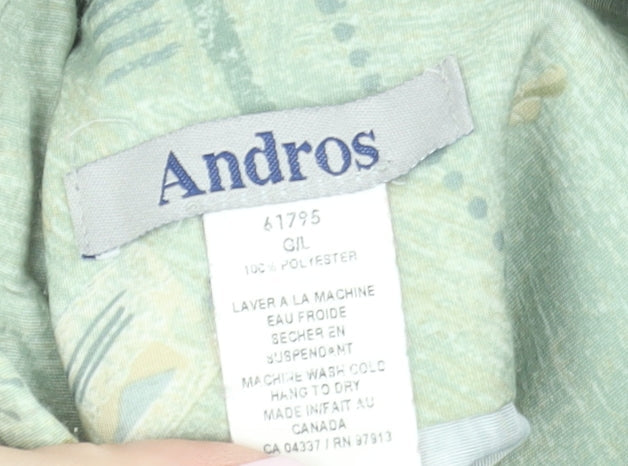 Andros
61795
G/L
100% POLYESTER
LAVER A LA MACHINE
EAU FROIDE
SECHER EN
SUSPENDANT
MACHINE WASH COLD
HANG TO DRY
MADE IN/FAIT AU
CANADA
CA 04337 / RN 97913